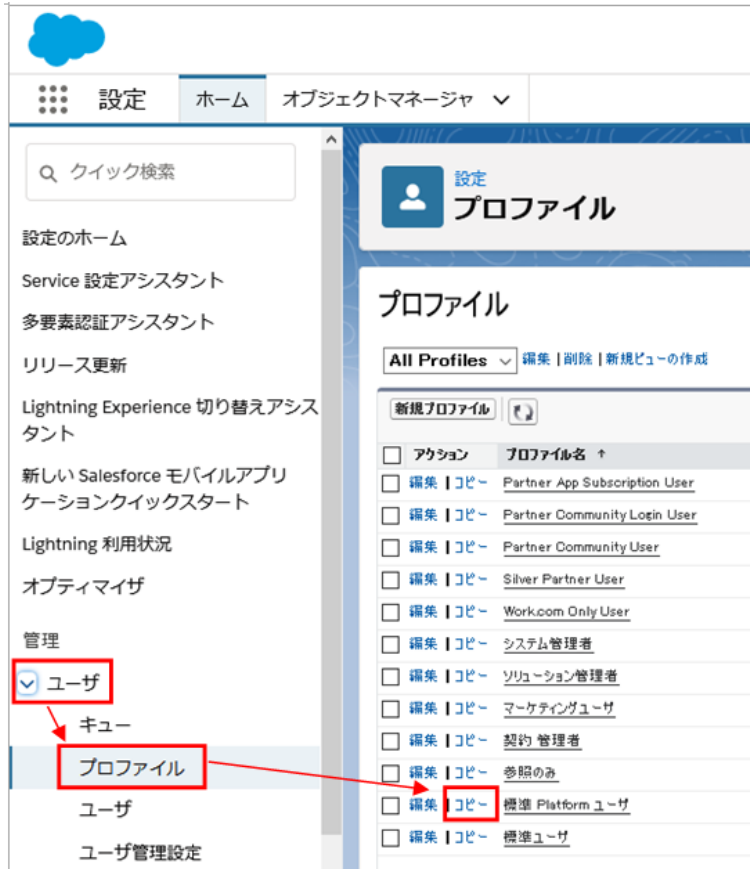 設定
ホーム
オブジェクトマネージャ
クイック検索
設定のホーム
Service 設定アシスタント
多要素認証アシスタント
リリース更新
Lightning Experience 切り替えアシス
タント
新しい Salesforce モバイルアプリ
ケーションクイックスタート
Lightning 利用状況
オプティマイザ
管理
ユーザ
キュー
プロファイル
ユーザ
ユーザ管理設定
設定
プロファイル
プロファイル
All Profiles 編集 | 削除 | 新規ビューの作成
新規プロファイル
アクション プロファイル名 ↑
編集 | コピー Partner App Subscription User
編集 | コピー Partner Community Login User
編集 | コピー Partner Community User
編集 | コピー Silver Partner User
編集 | コピー Work.com Only User
編集 | コピー システム管理者
編集 | コピー ソリューション管理者
編集 | コピー マーケティングユーザ
編集 | コピー 契約 管理者
編集 | コピー 参照のみ
編集 | コピー 標準 Platform ユーザ
編集 | コピー 標準ユーザ